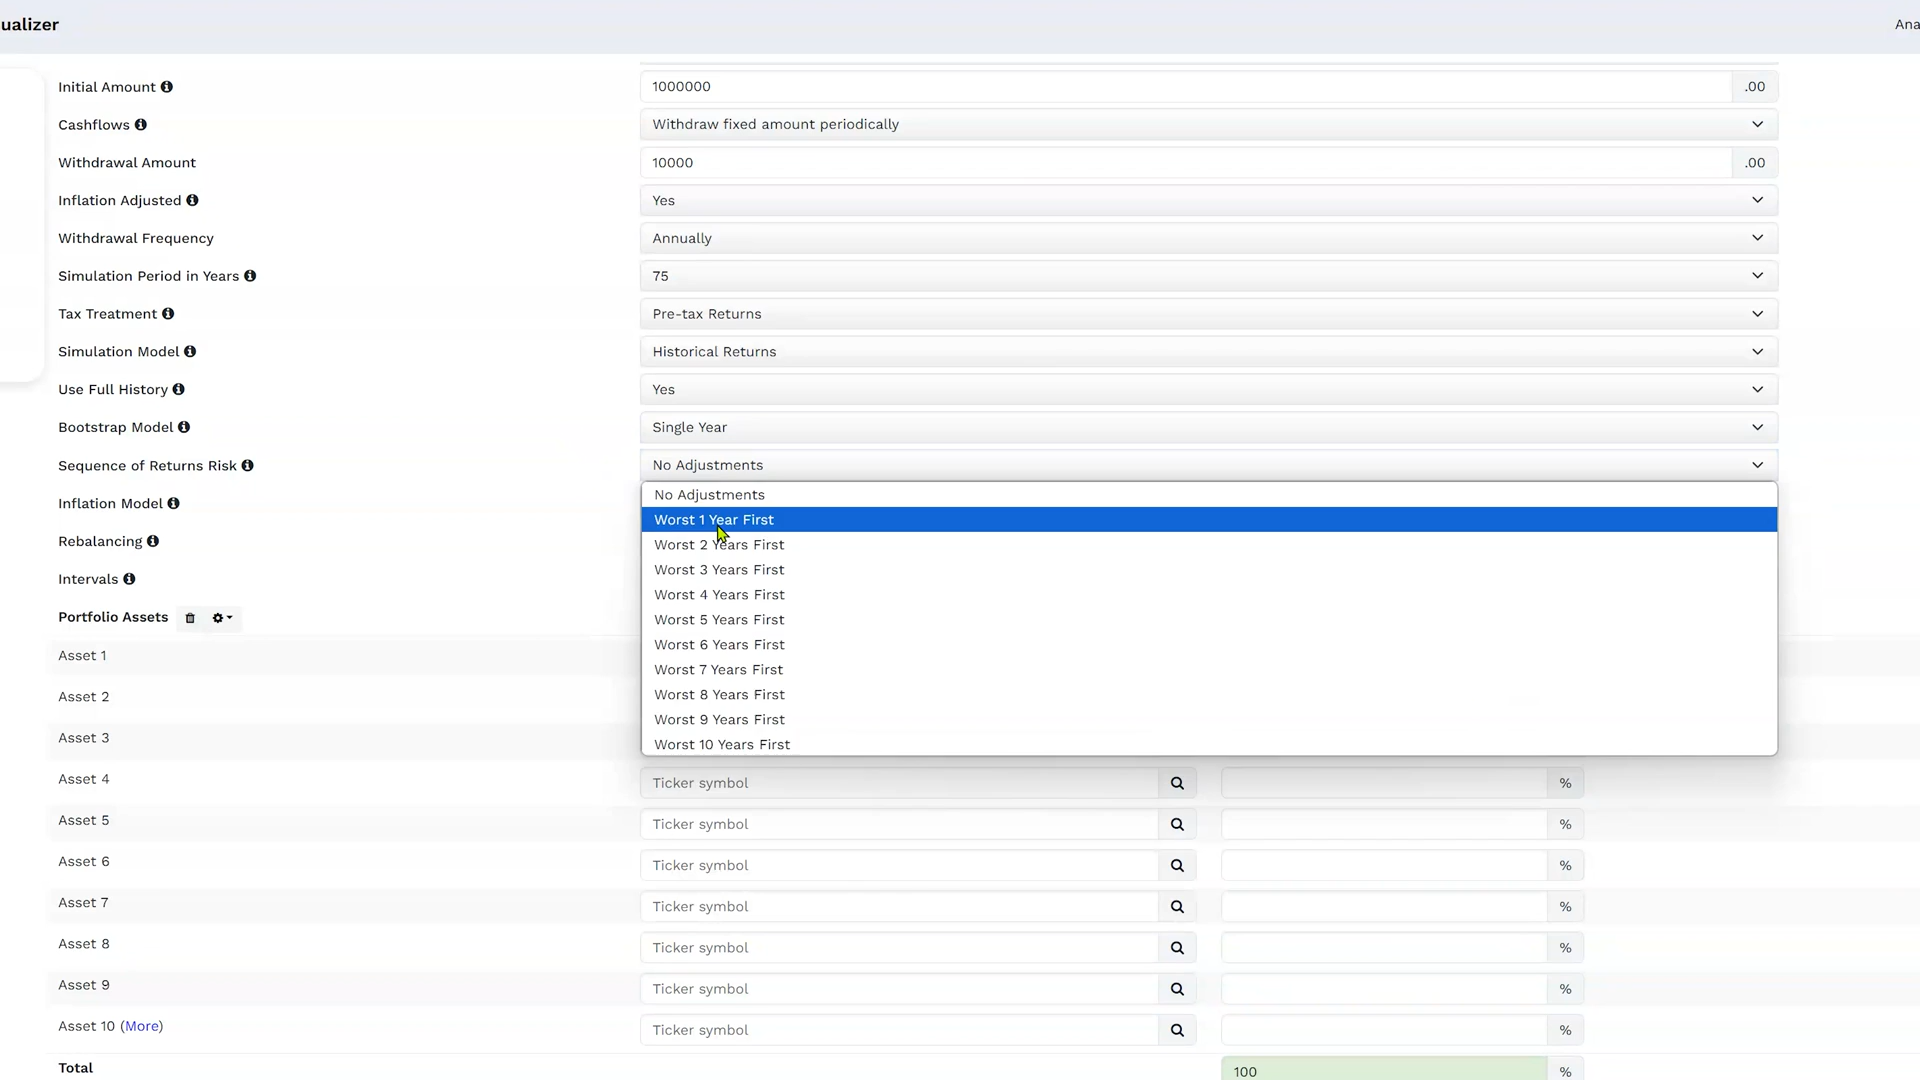 ualizer
Ana
Initial Amount
1000000 .00
Cashflows
Withdraw fixed amount periodically
Withdrawal Amount
10000 .00
Inflation Adjusted
Yes
Withdrawal Frequency
Annually
Simulation Period in Years
75
Tax Treatment
Pre-tax Returns
Simulation Model
Historical Returns
Use Full History
Yes
Bootstrap Model
Single Year
Sequence of Returns Risk
No Adjustments
No Adjustments
Worst 1 Year First
Worst 2 Years First
Worst 3 Years First
Worst 4 Years First
Worst 5 Years First
Worst 6 Years First
Worst 7 Years First
Worst 8 Years First
Worst 9 Years First
Worst 10 Years First
Inflation Model
Rebalancing
Intervals
Portfolio Assets
Asset 1
Asset 2
Asset 3
Asset 4
Ticker symbol %
Asset 5
Ticker symbol %
Asset 6
Ticker symbol %
Asset 7
Ticker symbol %
Asset 8
Ticker symbol %
Asset 9
Ticker symbol %
Asset 10 (More)
Ticker symbol %
Total
100 %